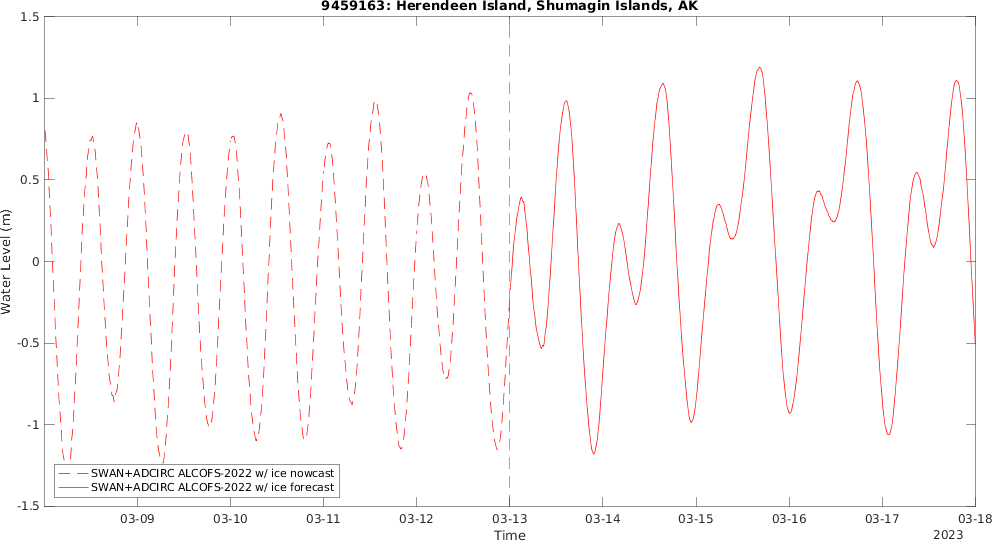 9459163: Herendeen Island, Shumagin Islands, AK
1.5
1
0.5
0
-0.5
-1
-1.5
Water Level (m)
SWAN+ADCIRC ALCOFS-2022 w/ ice nowcast
SWAN+ADCIRC ALCOFS-2022 w/ ice forecast
03-09 03-10 03-11 03-12 03-13 03-14 03-15 03-16 03-17 03-18
Time
2023